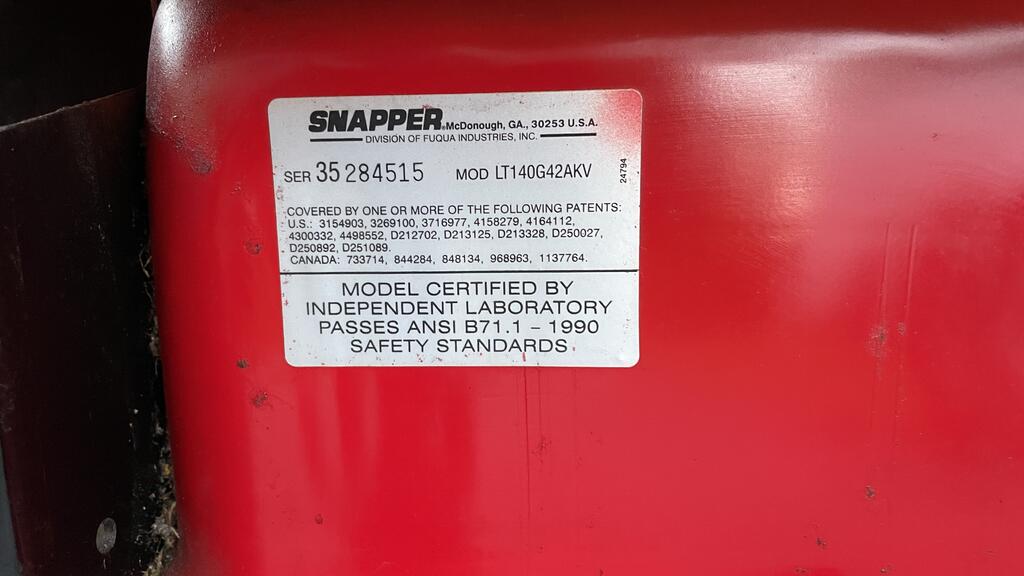 SNAPPER® McDonough, GA., 30253 U.S.A.
DIVISION OF FUQUA INDUSTRIES, INC.
SER 35284515 MOD LT140G42AKV
24794
COVERED BY ONE OR MORE OF THE FOLLOWING PATENTS:
U.S.: 3154903, 3269100, 3716977, 4158279, 4164112,
4300332, 4498552, D212702, D213125, D213328, D250027,
D250892, D251089.
CANADA: 733714, 844284, 848134, 968963, 1137764.
MODEL CERTIFIED BY
INDEPENDENT LABORATORY
PASSES ANSI B71.1 – 1990
SAFETY STANDARDS